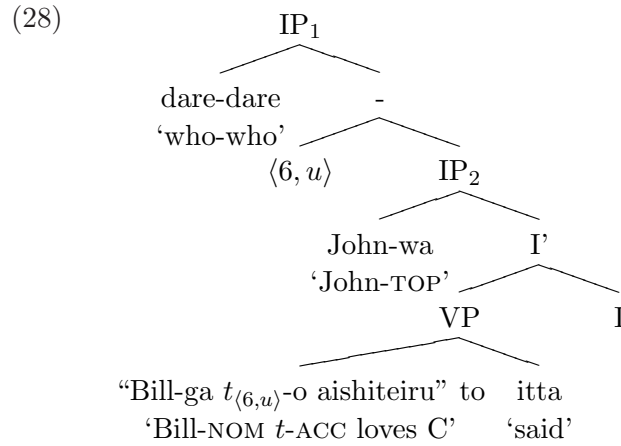 (28)
IP₁
dare-dare -
‘who-who’
⟨6, u⟩ IP₂
John-wa I’
‘John-TOP’
VP
“Bill-ga t⟨6,u⟩-o aishiteiru” to itta
‘Bill-NOM t-ACC loves C’ ‘said’